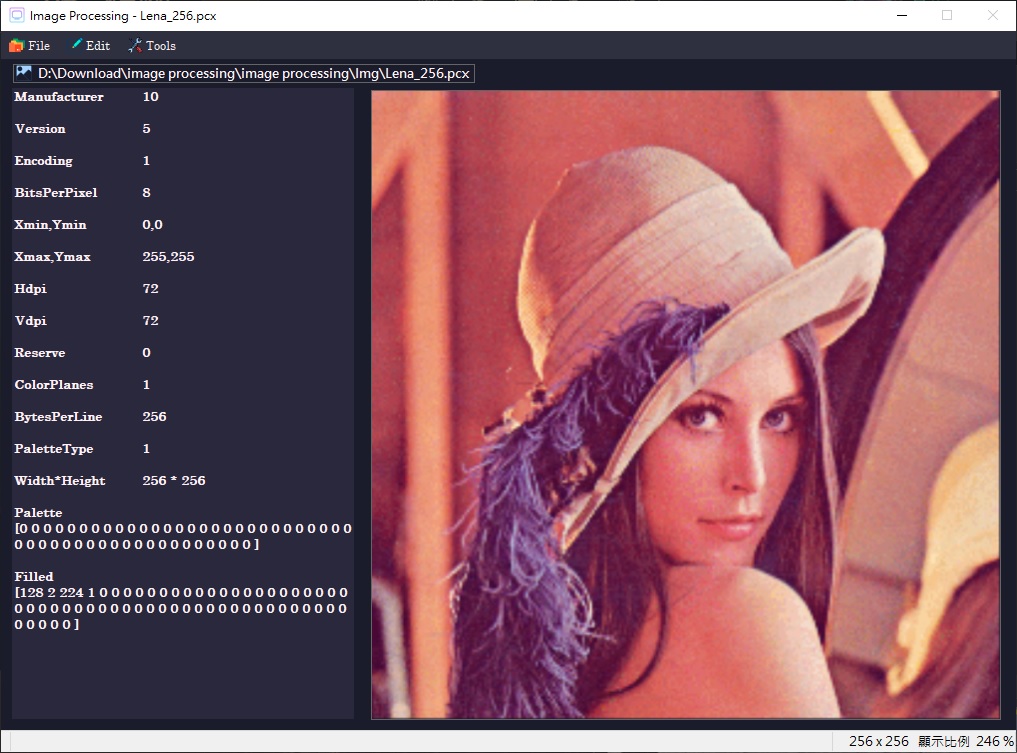 Image Processing - Lena_256.pcx
File Edit Tools
D:\Download\image processing\image processing\Img\Lena_256.pcx
Manufacturer 10
Version 5
Encoding 1
BitsPerPixel 8
Xmin,Ymin 0,0
Xmax,Ymax 255,255
Hdpi 72
Vdpi 72
Reserve 0
ColorPlanes 1
BytesPerLine 256
PaletteType 1
Width*Height 256 * 256
Palette
[0 0 0 0 0 0 0 0 0 0 0 0 0 0 0 0 0 0 0 0 0 0 0 0 0 0 0 0
0 0 0 0 0 0 0 0 0 0 0 0 0 0 0 0 0 0 0 0 ]
Filled
[128 2 224 1 0 0 0 0 0 0 0 0 0 0 0 0 0 0 0 0 0 0 0 0 0
0 0 0 0 0 0 0 0 0 0 0 0 0 0 0 0 0 0 0 0 0 0 0 0 0 0 0 0
0 0 0 0 0 ]
256 x 256 顯示比例 246 %